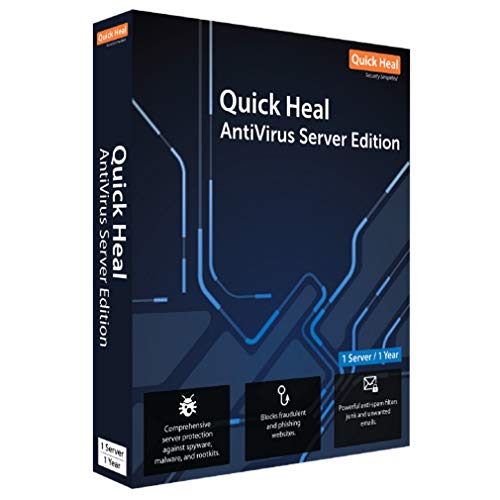 Quick Heal
Security Simplified
Quick Heal
AntiVirus Server Edition
1 Server / 1 Year
Comprehensive
server protection
against spyware,
malware, and rootkits.
Blocks fraudulent
and phishing
websites.
Powerful anti-spam filters
junk and unwanted
emails.
Quick Heal
Quick Heal
AntiVirus Server Edition
1 Server
1 Year